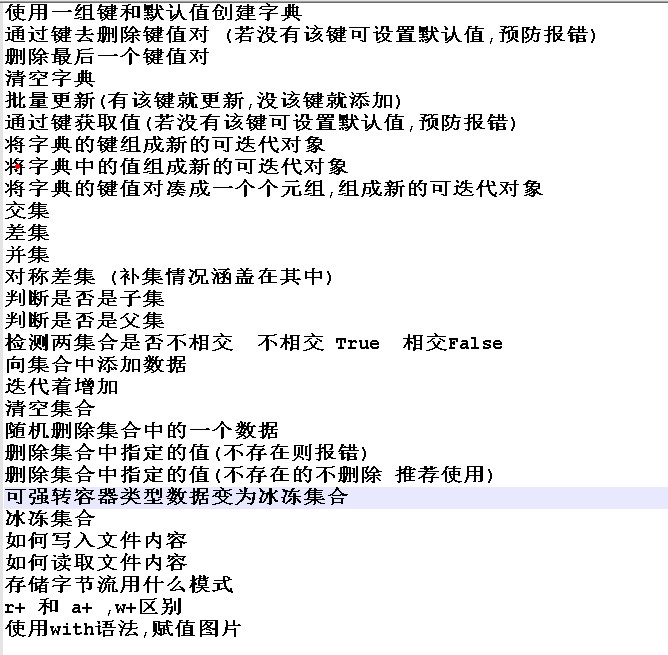 使用一组键和默认值创建字典
通过键去删除键值对 (若没有该键可设置默认值,预防报错)
删除最后一个键值对
清空字典
批量更新(有该键就更新,没该键就添加)
通过键获取值(若没有该键可设置默认值,预防报错)
将字典的键组成新的可迭代对象
将字典中的值组成新的可迭代对象
将字典的键值对凑成一个个元组,组成新的可迭代对象
交集
差集
并集
对称差集 (补集情况涵盖在其中)
判断是否是子集
判断是否是父集
检测两集合是否不相交  不相交 True  相交False
向集合中添加数据
迭代着增加
清空集合
随机删除集合中的一个数据
删除集合中指定的值(不存在则报错)
删除集合中指定的值(不存在的不删除 推荐使用)
可强转容器类型数据变为冰冻集合
冰冻集合
如何写入文件内容
如何读取文件内容
存储字节流用什么模式
r+ 和 a+ ,w+区别
使用with语法,赋值图片